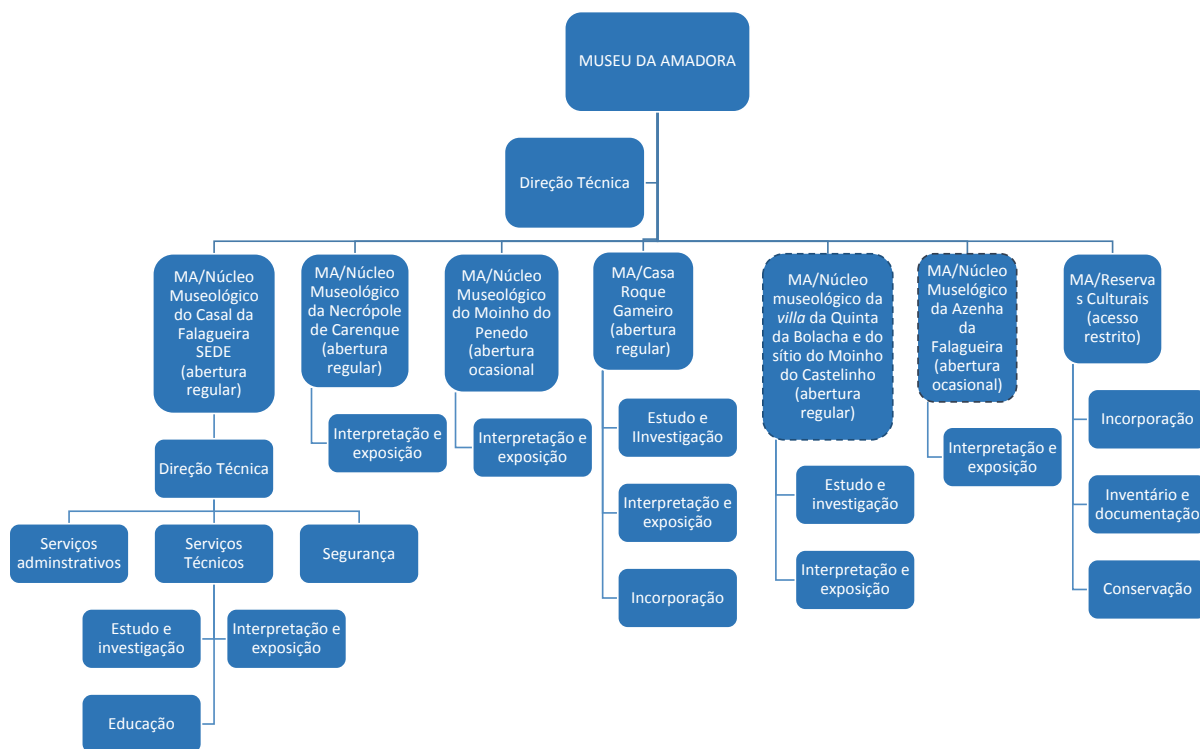 MUSEU DA AMADORA
Direção Técnica
MA/Núcleo
Museológico
do Casal da
Falagueira
SEDE
(abertura
regular)
MA/Núcleo
Museológico
da Necrópole
de Carenque
(abertura
regular)
MA/Núcleo
Museológico
do Moinho do
Penedo
(abertura
ocasional
MA/Casa
Roque
Gameiro
(abertura
regular)
MA/Núcleo
museológico da
villa da Quinta
da Bolacha e do
sítio do Moinho
do Castelinho
(abertura
regular)
MA/Núcleo
Muselógico
da Azenha
da
Falagueira
(abertura
ocasional)
MA/Reserva
s Culturais
(acesso
restrito)
Direção Técnica
Serviços
adminstrativos
Serviços
Técnicos
Segurança
Estudo e
investigação
Interpretação e
exposição
Educação
Interpretação e
exposição
Interpretação e
exposição
Estudo e
IInvestigação
Interpretação e
exposição
Incorporação
Estudo e
investigação
Interpretação e
exposição
Interpretação e
exposição
Incorporação
Inventário e
documentação
Conservação